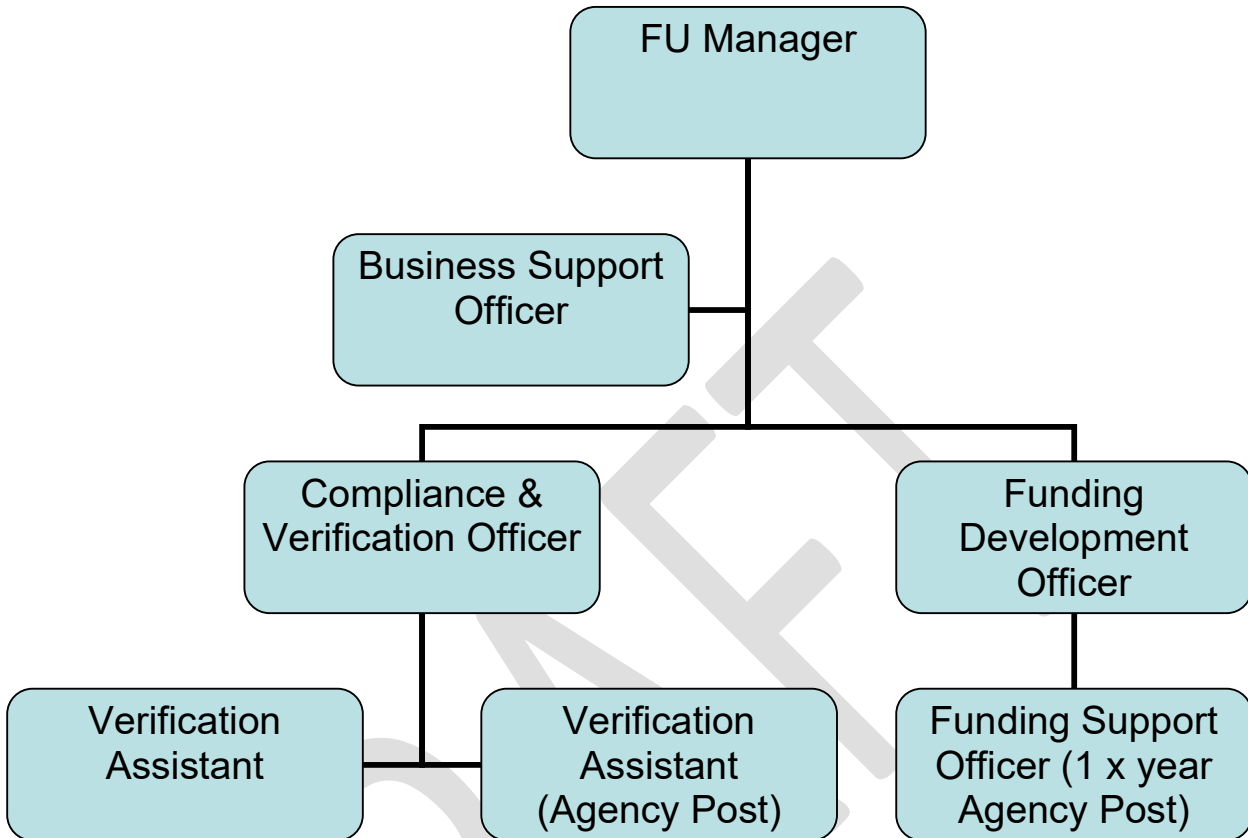 FU Manager
Business Support
Officer
Compliance &
Verification Officer
Funding
Development
Officer
Verification
Assistant
Verification
Assistant
(Agency Post)
Funding Support
Officer (1 x year
Agency Post)
DRAFT